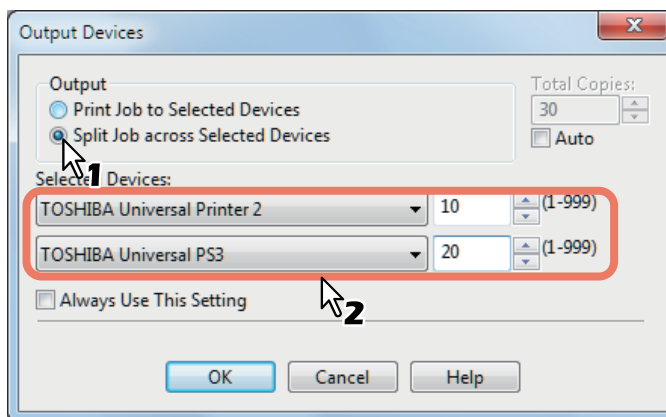 Output Devices
Output
Print Job to Selected Devices
Split Job across Selected Devices
Total Copies:
30
Auto
1
Selected Devices:
TOSHIBA Universal Printer 2
10
(1-999)
TOSHIBA Universal PS3
20
(1-999)
Always Use This Setting
2
OK
Cancel
Help